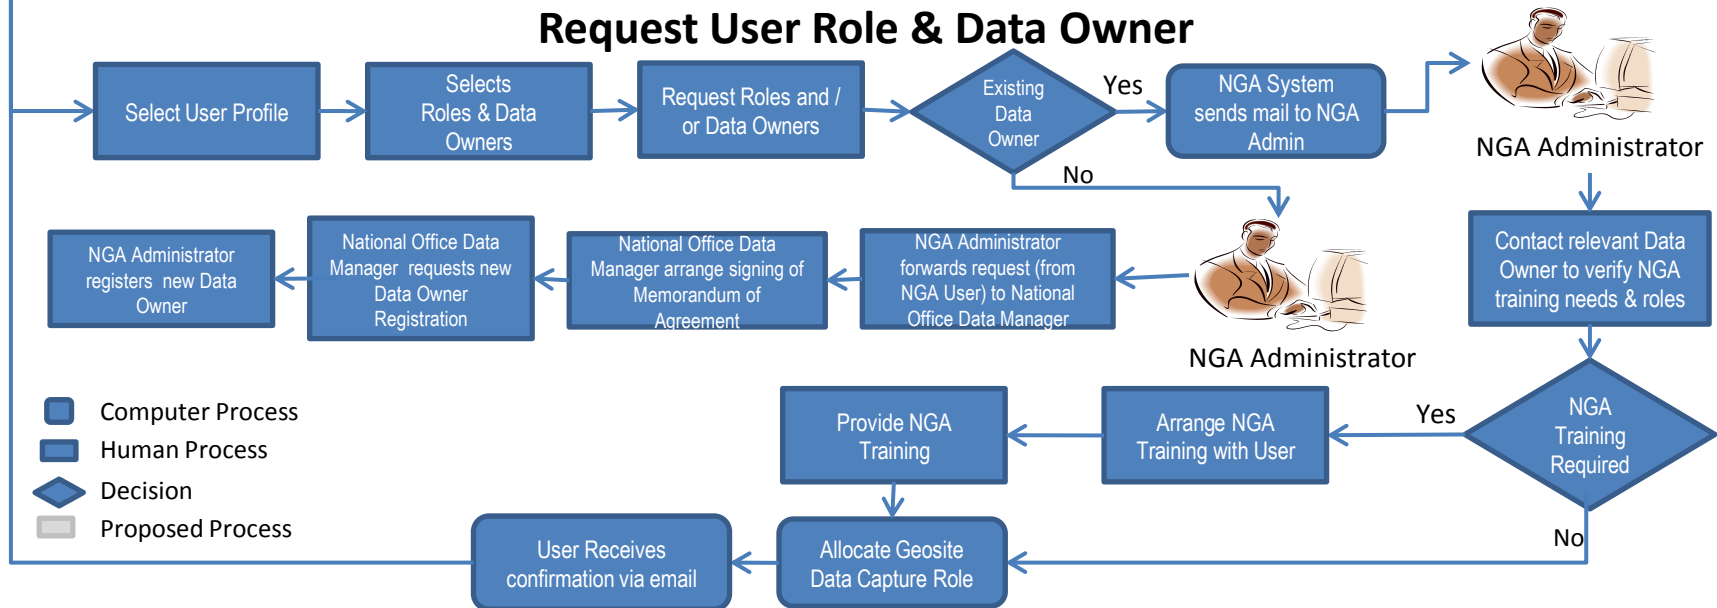 Request User Role & Data Owner
Select User Profile
Selects
Roles & Data
Owners
Request Roles and /
or Data Owners
Existing
Data
Owner
Yes
NGA System
sends mail to NGA
Admin
NGA Administrator
No
NGA Administrator
registers new Data
Owner
National Office Data
Manager requests new
Data Owner
Registration
National Office Data
Manager arrange signing of
Memorandum of
Agreement
NGA Administrator
forwards request (from
NGA User) to National
Office Data Manager
NGA Administrator
Contact relevant Data
Owner to verify NGA
training needs & roles
Computer Process
Human Process
Decision
Proposed Process
Provide NGA
Training
Arrange NGA
Training with User
Yes
NGA
Training
Required
No
User Receives
confirmation via email
Allocate Geosite
Data Capture Role